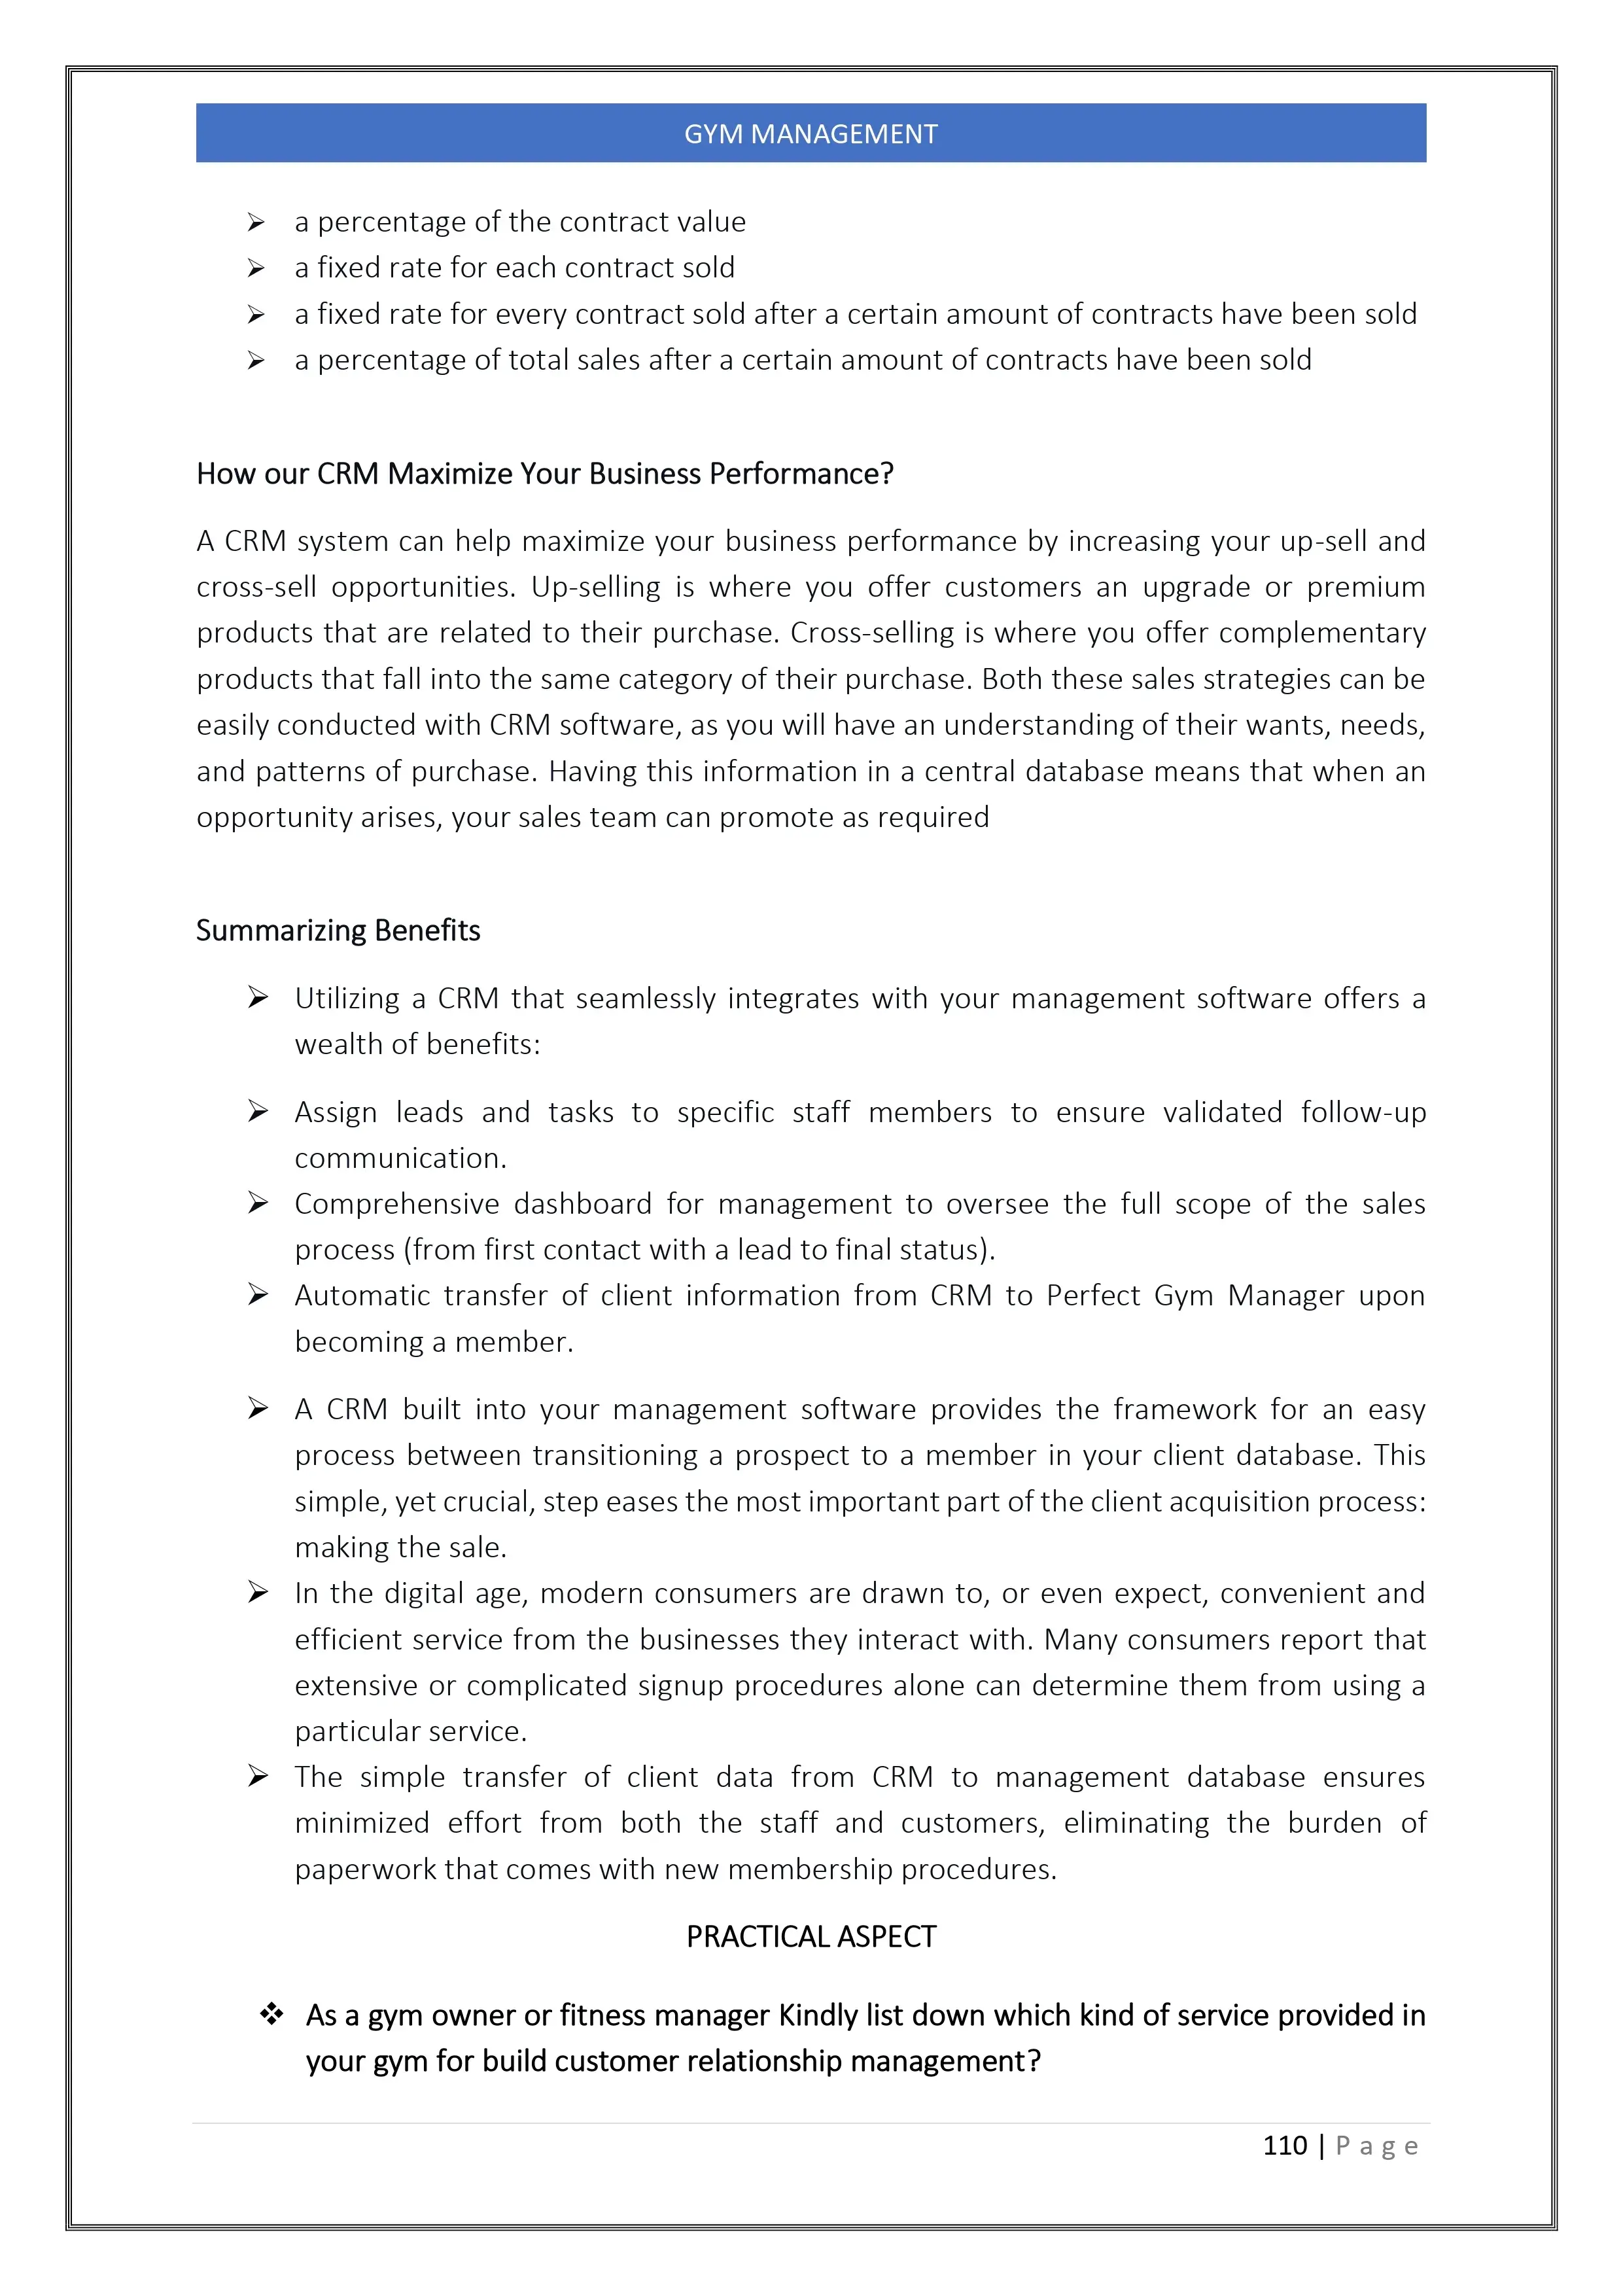 GYM MANAGEMENT
➢ a percentage of the contract value
➢ a fixed rate for each contract sold
➢ a fixed rate for every contract sold after a certain amount of contracts have been sold
➢ a percentage of total sales after a certain amount of contracts have been sold
How our CRM Maximize Your Business Performance?
A CRM system can help maximize your business performance by increasing your up-sell and
cross-sell opportunities. Up-selling is where you offer customers an upgrade or premium
products that are related to their purchase. Cross-selling is where you offer complementary
products that fall into the same category of their purchase. Both these sales strategies can be
easily conducted with CRM software, as you will have an understanding of their wants, needs,
and patterns of purchase. Having this information in a central database means that when an
opportunity arises, your sales team can promote as required
Summarizing Benefits
➢ Utilizing a CRM that seamlessly integrates with your management software offers a
wealth of benefits:
➢ Assign leads and tasks to specific staff members to ensure validated follow-up
communication.
➢ Comprehensive dashboard for management to oversee the full scope of the sales
process (from first contact with a lead to final status).
➢ Automatic transfer of client information from CRM to Perfect Gym Manager upon
becoming a member.
➢ A CRM built into your management software provides the framework for an easy
process between transitioning a prospect to a member in your client database. This
simple, yet crucial, step eases the most important part of the client acquisition process:
making the sale.
➢ In the digital age, modern consumers are drawn to, or even expect, convenient and
efficient service from the businesses they interact with. Many consumers report that
extensive or complicated signup procedures alone can determine them from using a
particular service.
➢ The simple transfer of client data from CRM to management database ensures
minimized effort from both the staff and customers, eliminating the burden of
paperwork that comes with new membership procedures.
PRACTICAL ASPECT
❖ As a gym owner or fitness manager Kindly list down which kind of service provided in
your gym for build customer relationship management?
110 | Page